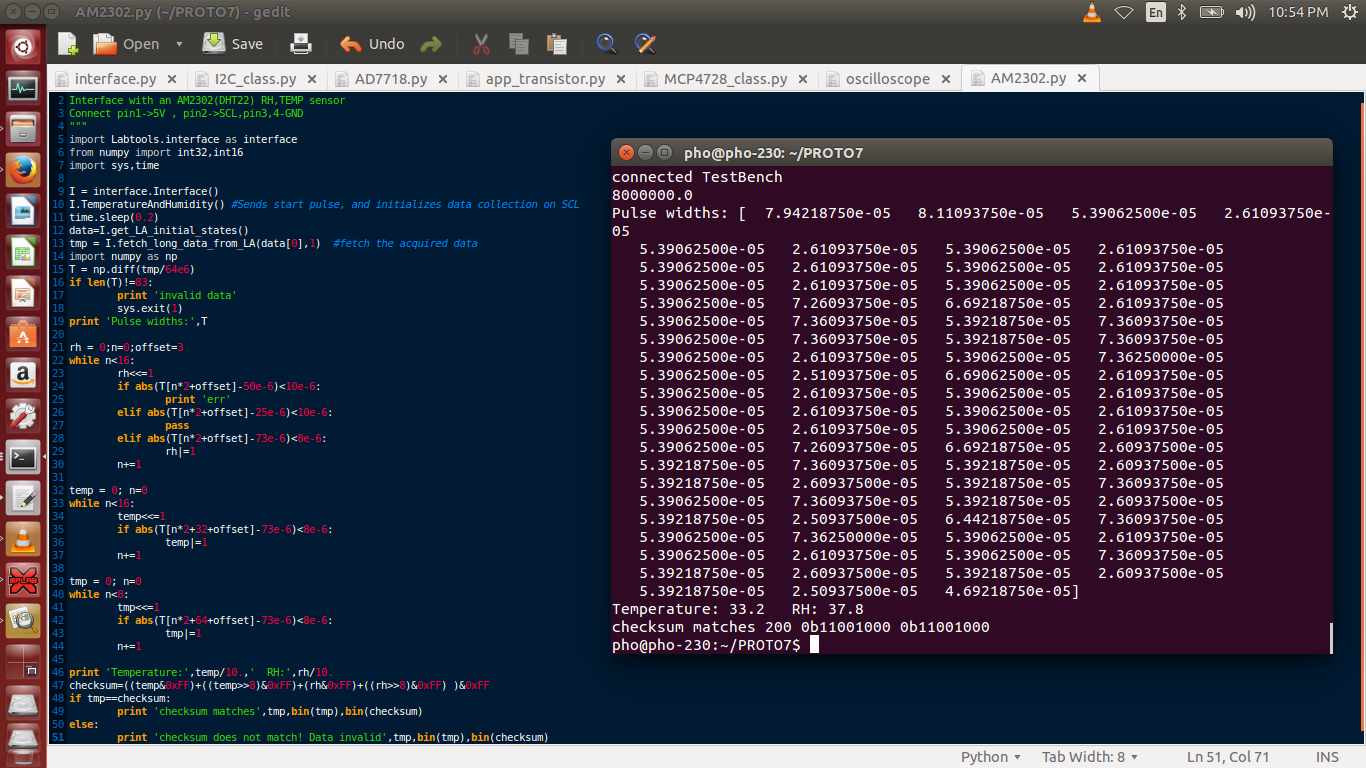 AM2302.py (~/PROTO7) - gedit
En
10:54 PM
Open
Save
Undo
interface.py
I2C_class.py
AD7718.py
app_transistor.py
MCP4728_class.py
oscilloscope
AM2302.py
2 Interface with an AM2302(DHT22) RH,TEMP sensor
3 Connect pin1->5V , pin2->SCL,pin3,4-GND
4 """
5 import Labtools.interface as interface
6 from numpy import int32,int16
7 import sys,time
8
9 I = interface.Interface()
10 I.TemperatureAndHumidity() #Sends start pulse, and initializes data collection on SCL
11 time.sleep(0.2)
12 data=I.get_LA_initial_states()
13 tmp = I.fetch_long_data_from_LA(data[0],1)  #fetch the acquired data
14 import numpy as np
15 T = np.diff(tmp/64e6)
16 if len(T)!=83:
17         print 'invalid data'
18         sys.exit(1)
19 print 'Pulse widths:',T
20
21 rh = 0;n=0;offset=3
22 while n<16:
23         rh<<=1
24         if abs(T[n*2+offset]-50e-6)<10e-6:
25                 print 'err'
26         elif abs(T[n*2+offset]-25e-6)<10e-6:
27                 pass
28         elif abs(T[n*2+offset]-73e-6)<8e-6:
29                 rh|=1
30         n+=1
31
32 temp = 0; n=0
33 while n<16:
34         temp<<=1
35         if abs(T[n*2+32+offset]-73e-6)<8e-6:
36                 temp|=1
37         n+=1
38
39 tmp = 0; n=0
40 while n<8:
41         tmp<<=1
42         if abs(T[n*2+64+offset]-73e-6)<8e-6:
43                 tmp|=1
44         n+=1
45
46 print 'Temperature:',temp/10.,'  RH:',rh/10.
47 checksum=((temp&0xFF)+((temp>>8)&0xFF)+(rh&0xFF)+((rh>>8)&0xFF) )&0xFF
48 if tmp==checksum:
49         print 'checksum matches',tmp,bin(tmp),bin(checksum)
50 else:
51         print 'checksum does not match! Data invalid',tmp,bin(tmp),bin(checksum)
pho@pho-230: ~/PROTO7
connected TestBench
8000000.0
Pulse widths: [  7.94218750e-05   8.11093750e-05   5.39062500e-05   2.61093750e-
05
5.39062500e-05   2.61093750e-05   5.39062500e-05   2.61093750e-05
5.39062500e-05   2.61093750e-05   5.39062500e-05   2.61093750e-05
5.39062500e-05   2.61093750e-05   5.39062500e-05   2.61093750e-05
5.39062500e-05   7.26093750e-05   6.69218750e-05   2.61093750e-05
5.39062500e-05   7.36093750e-05   5.39218750e-05   7.36093750e-05
5.39218750e-05   7.36093750e-05   5.39218750e-05   7.36093750e-05
5.39218750e-05   2.61093750e-05   5.39062500e-05   7.36250000e-05
5.39062500e-05   2.51093750e-05   6.69062500e-05   2.61093750e-05
5.39062500e-05   2.61093750e-05   5.39062500e-05   2.61093750e-05
5.39062500e-05   2.61093750e-05   5.39062500e-05   2.61093750e-05
5.39062500e-05   2.61093750e-05   5.39062500e-05   2.61093750e-05
5.39062500e-05   7.26093750e-05   6.69218750e-05   2.60937500e-05
5.39218750e-05   7.36093750e-05   5.39218750e-05   2.60937500e-05
5.39218750e-05   2.60937500e-05   5.39218750e-05   7.36093750e-05
5.39062500e-05   7.36093750e-05   5.39218750e-05   2.60937500e-05
5.39218750e-05   2.50937500e-05   6.44218750e-05   7.36093750e-05
5.39218750e-05   7.36250000e-05   5.39062500e-05   2.61093750e-05
5.39062500e-05   2.61093750e-05   5.39062500e-05   7.36093750e-05
5.39218750e-05   2.60937500e-05   5.39218750e-05   2.60937500e-05
5.39218750e-05   2.50937500e-05   4.69218750e-05]
Temperature: 33.2   RH: 37.8
checksum matches 200 0b11001000 0b11001000
pho@pho-230:~/PROTO7$
Python
Tab Width: 8
Ln 51, Col 71
INS